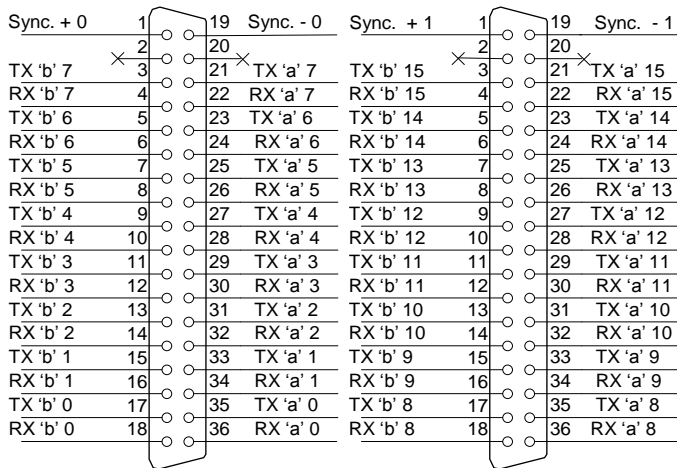 Sync. + 0 1 19 Sync. - 0 Sync. + 1 1 19 Sync. - 1
2 20 2 20
TX ‘b’ 7 3 21 TX ‘a’ 7 TX ‘b’ 15 3 21 TX ‘a’ 15
RX ‘b’ 7 4 22 RX ‘a’ 7 RX ‘b’ 15 4 22 RX ‘a’ 15
TX ‘b’ 6 5 23 TX ‘a’ 6 TX ‘b’ 14 5 23 TX ‘a’ 14
RX ‘b’ 6 6 24 RX ‘a’ 6 RX ‘b’ 14 6 24 RX ‘a’ 14
TX ‘b’ 5 7 25 TX ‘a’ 5 TX ‘b’ 13 7 25 TX ‘a’ 13
RX ‘b’ 5 8 26 RX ‘a’ 5 RX ‘b’ 13 8 26 RX ‘a’ 13
TX ‘b’ 4 9 27 TX ‘a’ 4 TX ‘b’ 12 9 27 TX ‘a’ 12
RX ‘b’ 4 10 28 RX ‘a’ 4 RX ‘b’ 12 10 28 RX ‘a’ 12
TX ‘b’ 3 11 29 TX ‘a’ 3 TX ‘b’ 11 11 29 TX ‘a’ 11
RX ‘b’ 3 12 30 RX ‘a’ 3 RX ‘b’ 11 12 30 RX ‘a’ 11
TX ‘b’ 2 13 31 TX ‘a’ 2 TX ‘b’ 10 13 31 TX ‘a’ 10
RX ‘b’ 2 14 32 RX ‘a’ 2 RX ‘b’ 10 14 32 RX ‘a’ 10
TX ‘b’ 1 15 33 TX ‘a’ 1 TX ‘b’ 9 15 33 TX ‘a’ 9
RX ‘b’ 1 16 34 RX ‘a’ 1 RX ‘b’ 9 16 34 RX ‘a’ 9
TX ‘b’ 0 17 35 TX ‘a’ 0 TX ‘b’ 8 17 35 TX ‘a’ 8
RX ‘b’ 0 18 36 RX ‘a’ 0 RX ‘b’ 8 18 36 RX ‘a’ 8